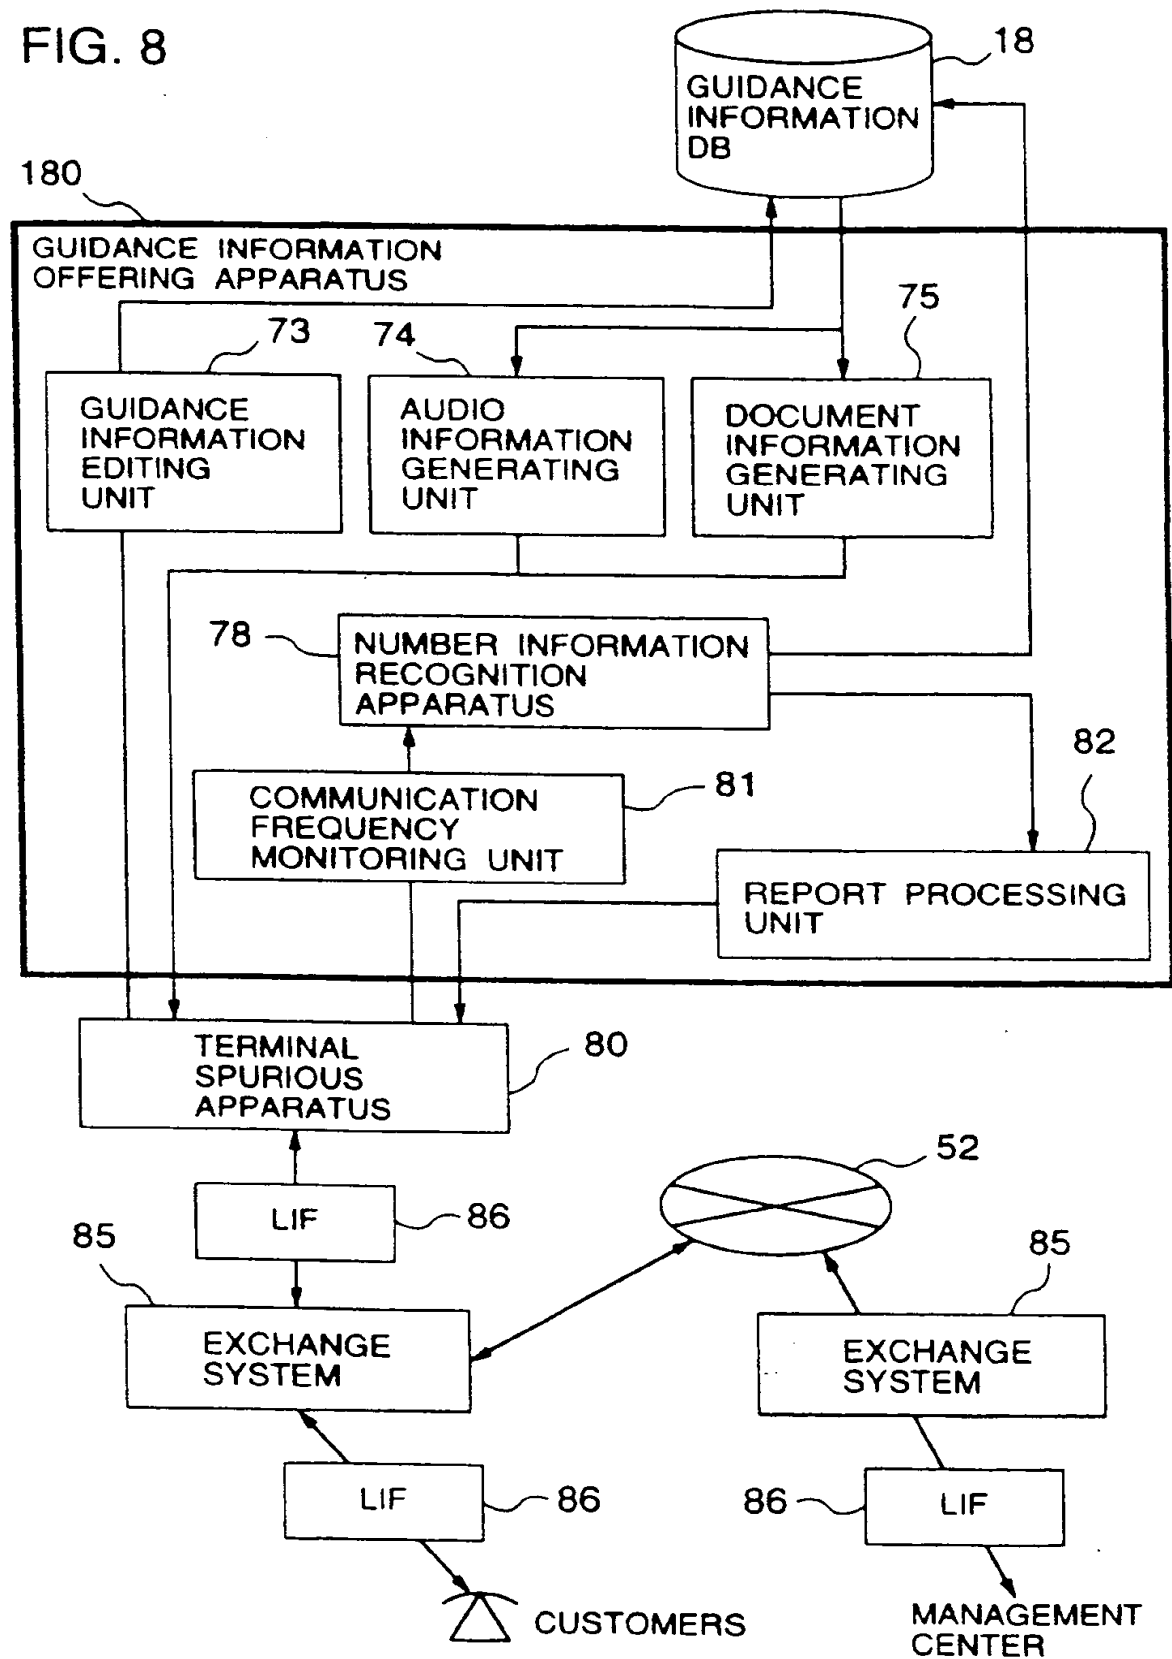 FIG. 8
18
GUIDANCE
INFORMATION
DB
180
GUIDANCE INFORMATION
OFFERING APPARATUS
73
74
75
GUIDANCE
INFORMATION
EDITING
UNIT
AUDIO
INFORMATION
GENERATING
UNIT
DOCUMENT
INFORMATION
GENERATING
UNIT
78
NUMBER INFORMATION
RECOGNITION
APPARATUS
81
82
COMMUNICATION
FREQUENCY
MONITORING UNIT
REPORT PROCESSING
UNIT
TERMINAL
SPURIOUS
APPARATUS
80
52
LIF
86
85
85
EXCHANGE
SYSTEM
EXCHANGE
SYSTEM
LIF
86
86
LIF
CUSTOMERS
MANAGEMENT
CENTER